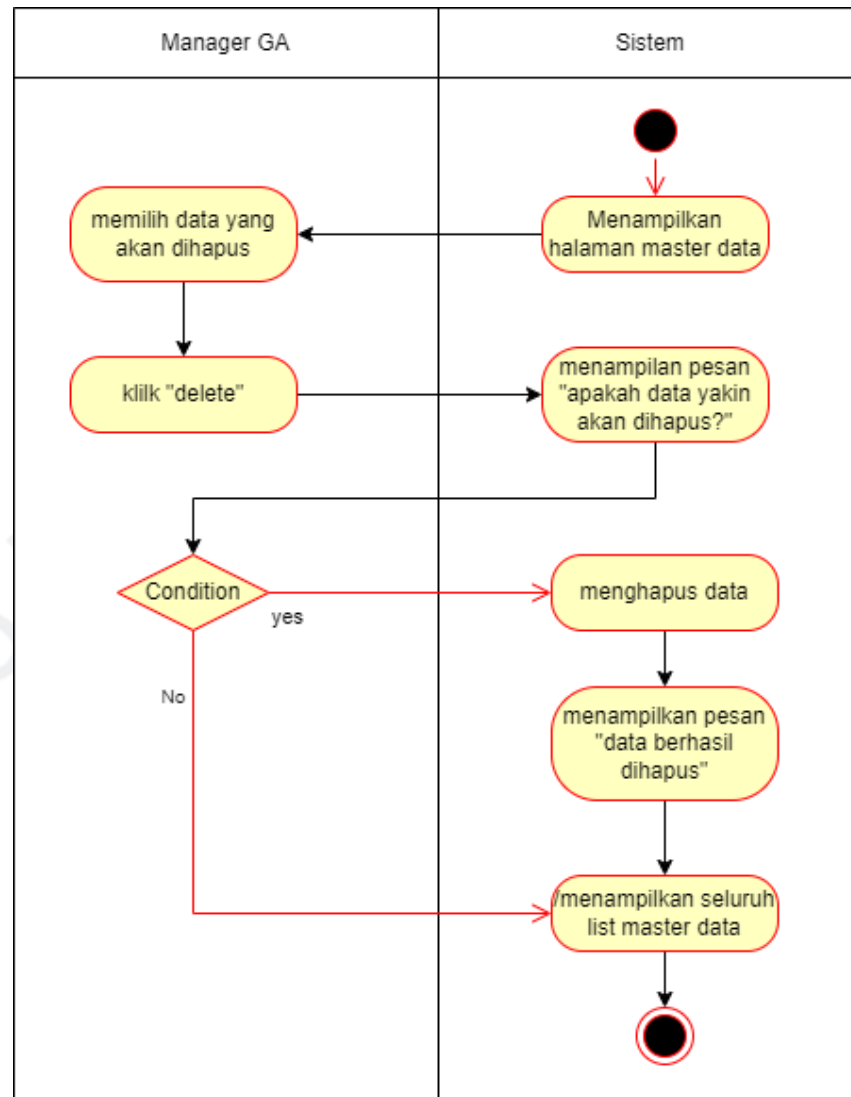 Manager GA
Sistem
Menampilkan
halaman master data
memilih data yang
akan dihapus
klilk "delete"
menampilan pesan
"apakah data yakin
akan dihapus?"
Condition
yes
No
menghapus data
menampilkan pesan
"data berhasil
dihapus"
/menampilkan seluruh
list master data